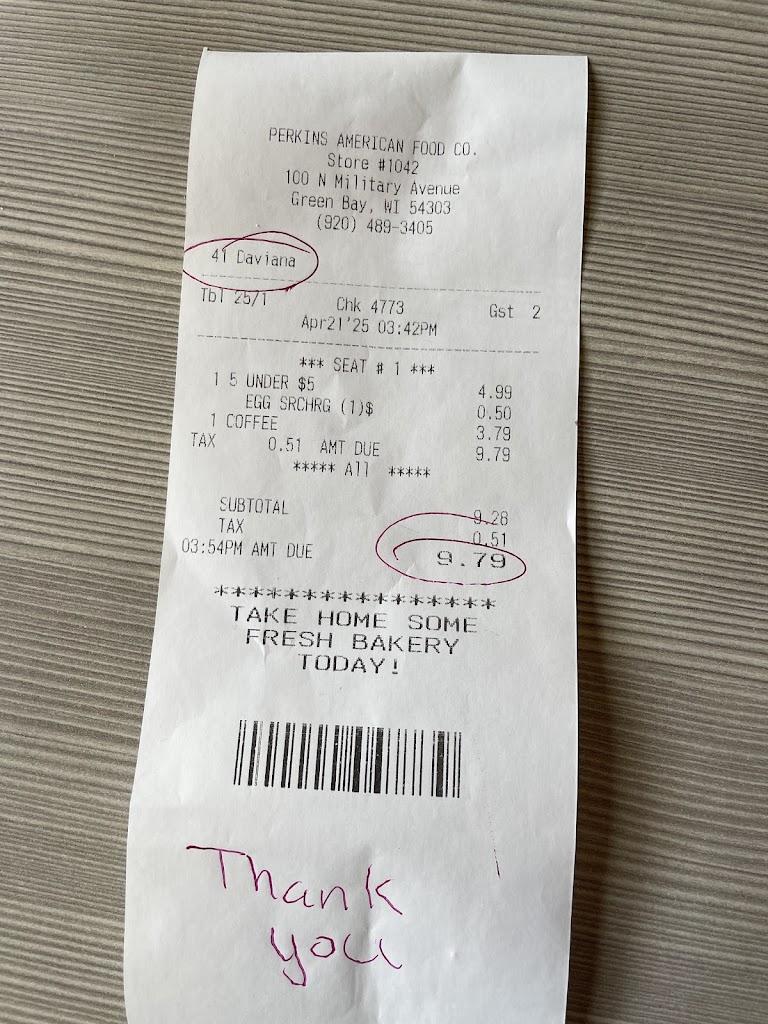 PERKINS AMERICAN FOOD CO.
Store #1042
100 N Military Avenue
Green Bay, WI 54303
(920) 489-3405
41 Daviana
Tbl 25/1 Chk 4773 Gst 2
Apr21'25 03:42PM
*** SEAT # 1 ***
1 5 UNDER $5 4.99
EGG SRCHRG (1)$ 0.50
1 COFFEE 3.79
TAX 0.51 AMT DUE 9.79
***** All *****
SUBTOTAL 9.28
TAX 0.51
03:54PM AMT DUE 9.79
****************
TAKE HOME SOME
FRESH BAKERY
TODAY!
Thank
you